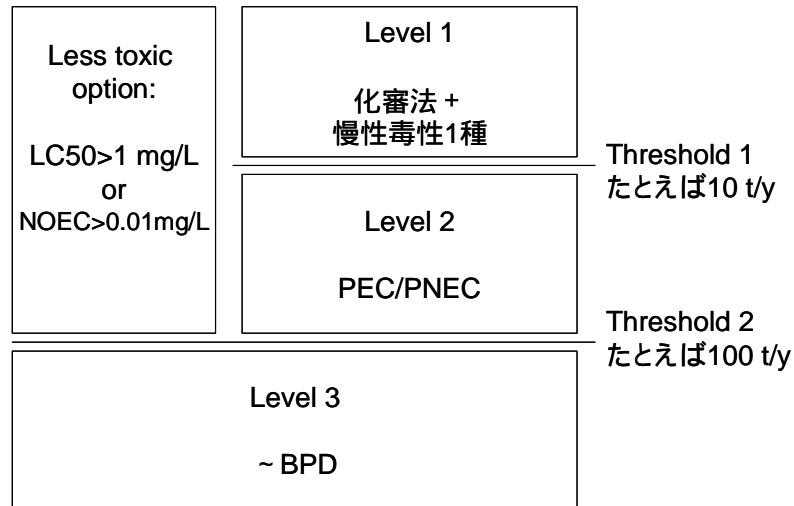 Less toxic
option:
LC50>1 mg/L
or
NOEC>0.01mg/L
Level 1
化審法 +
慢性毒性1種
Threshold 1
たとえば10 t/y
Level 2
PEC/PNEC
Threshold 2
たとえば100 t/y
Level 3
~ BPD